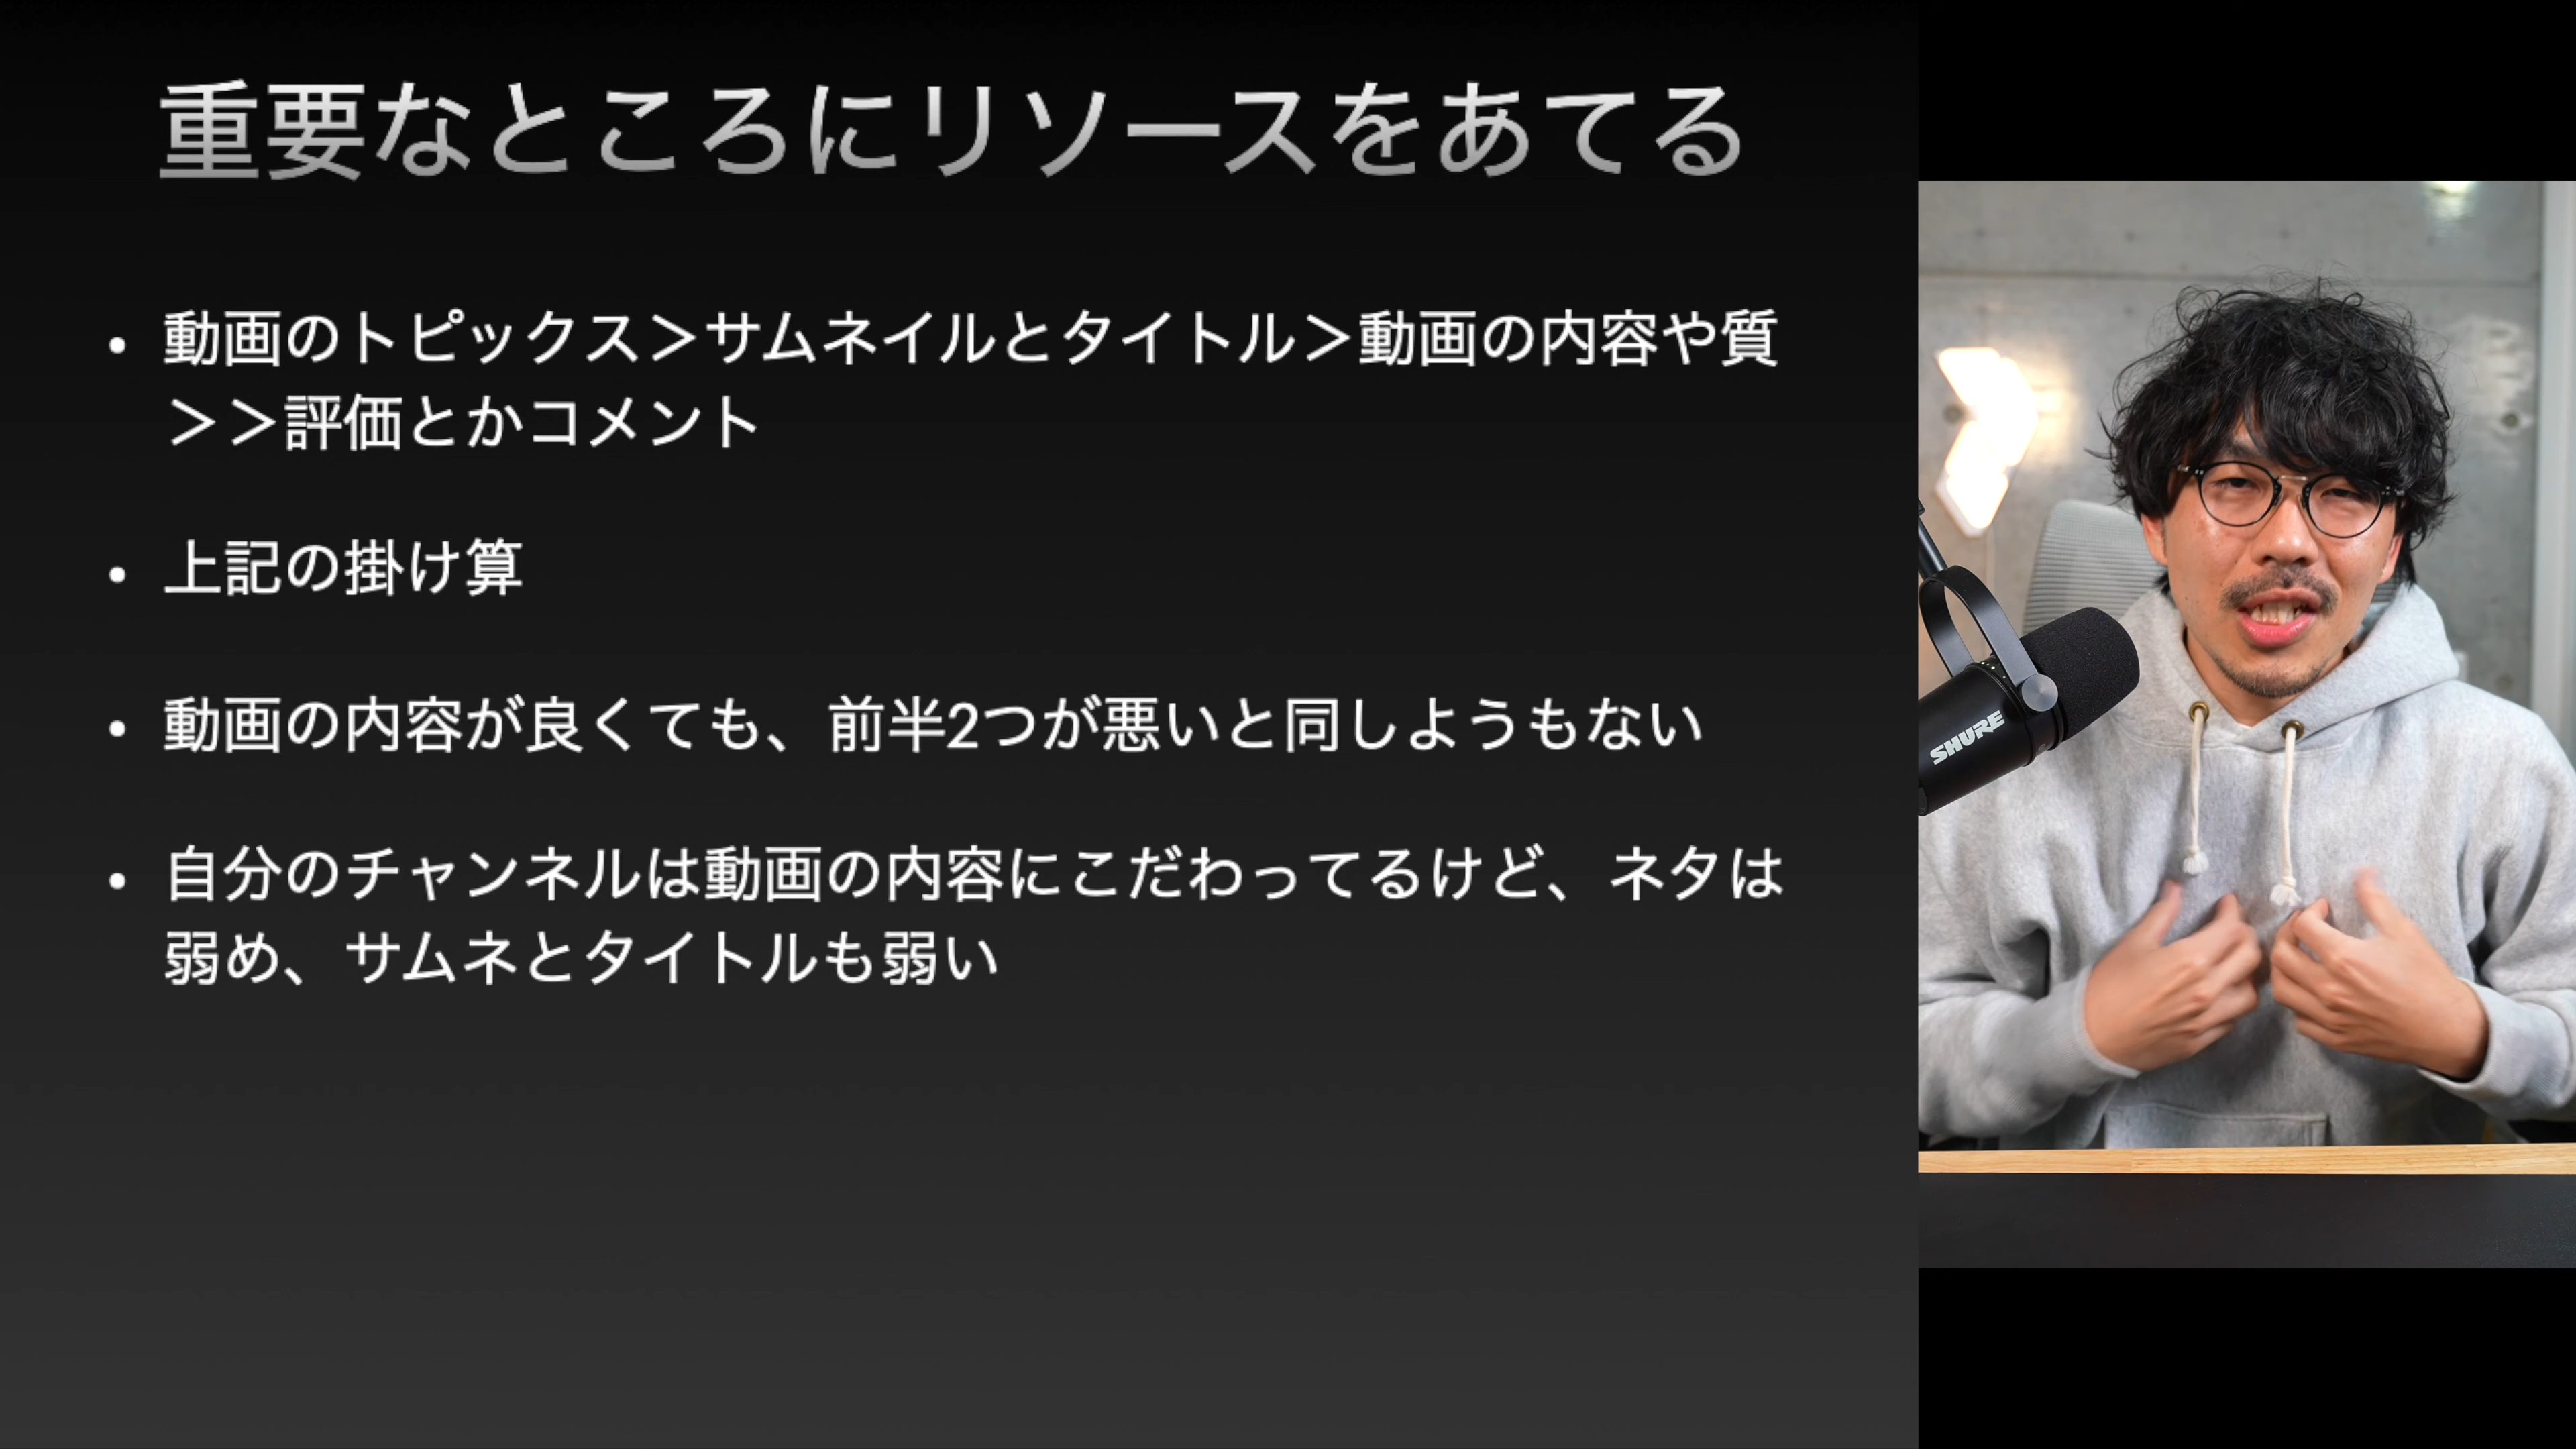 重要なところにリソースをあてる
• 動画のトピックス＞サムネイルとタイトル＞動画の内容や質
＞＞評価とかコメント
• 上記の掛け算
• 動画の内容が良くても、前半2つが悪いと同しようもない
• 自分のチャンネルは動画の内容にこだわってるけど、ネタは
弱め、サムネとタイトルも弱い
SHURE